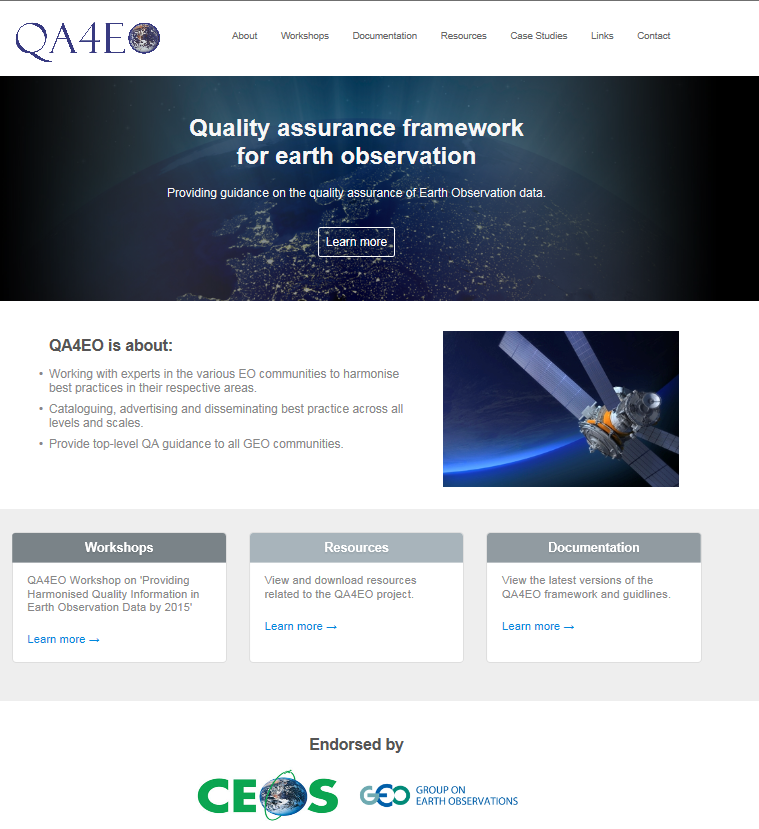 QA4EO
About Workshops Documentation Resources Case Studies Links Contact
Quality assurance framework
for earth observation
Providing guidance on the quality assurance of Earth Observation data.
Learn more
QA4EO is about:
• Working with experts in the various EO communities to harmonise
best practices in their respective areas.
• Cataloguing, advertising and disseminating best practice across all
levels and scales.
• Provide top-level QA guidance to all GEO communities.
Workshops
QA4EO Workshop on 'Providing
Harmonised Quality Information in
Earth Observation Data by 2015'
Learn more →
Resources
View and download resources
related to the QA4EO project.
Learn more →
Documentation
View the latest versions of the
QA4EO framework and guidlines.
Learn more →
Endorsed by
CEOS
GEO GROUP ON
EARTH OBSERVATIONS